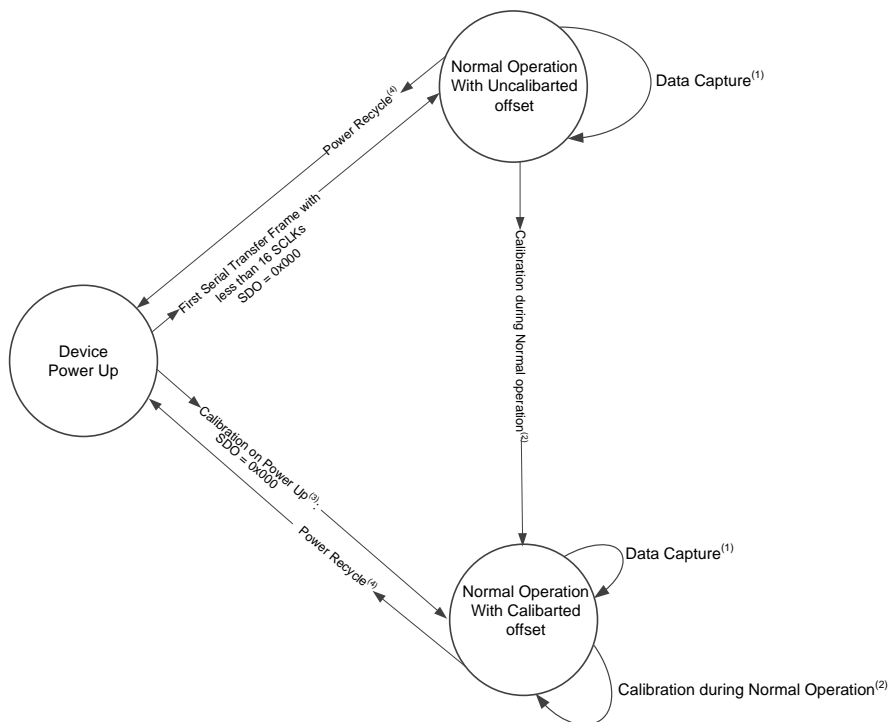 Normal Operation
With Uncalibarted
offset
Data Capture(1)
Power Recycle(4)
First Serial Transfer Frame with
less than 16 SCLKs
SDO = 0x000
Calibration during Normal operation(2)
Device
Power Up
Calibration on Power Up(3):
SDO = 0x000
Power Recycle(4)
Normal Operation
With Calibarted
offset
Data Capture(1)
Calibration during Normal Operation(2)